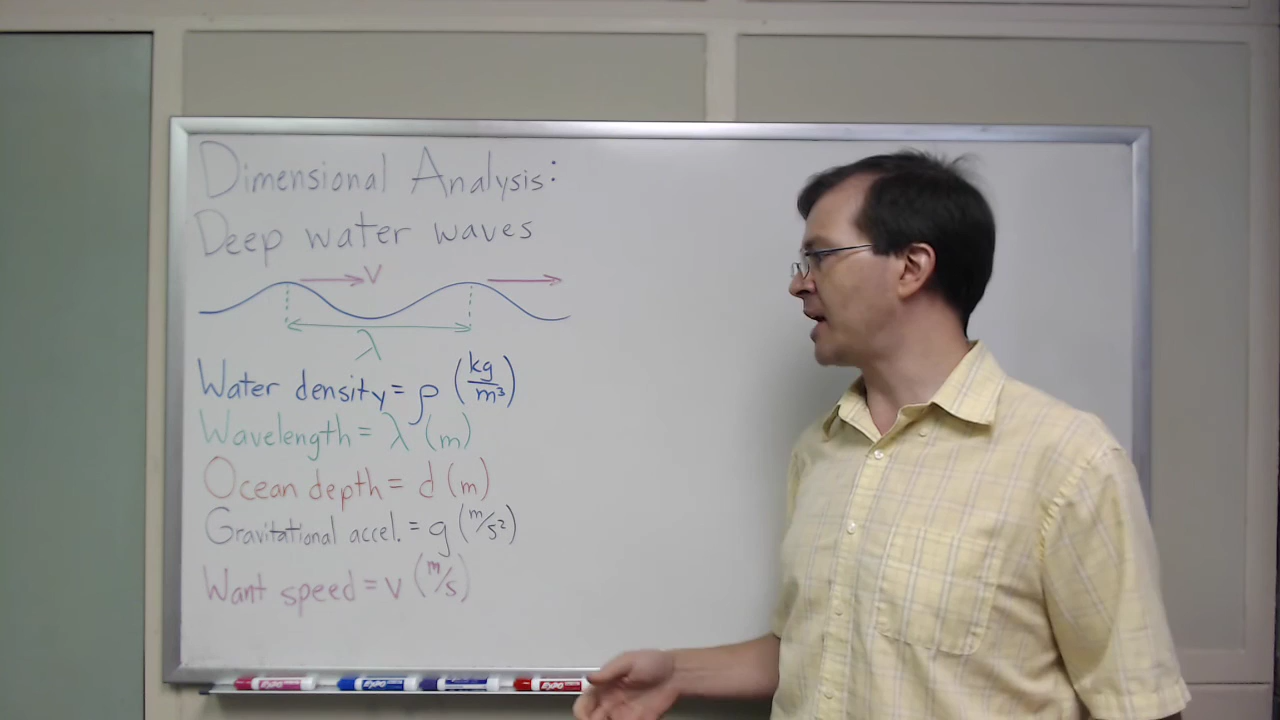 Dimensional Analysis:
Deep water waves
v
λ
Water density = ρ (kg/m³)
Wavelength = λ (m)
Ocean depth = d (m)
Gravitational accel. = g (m/s²)
Want speed = v (m/s)